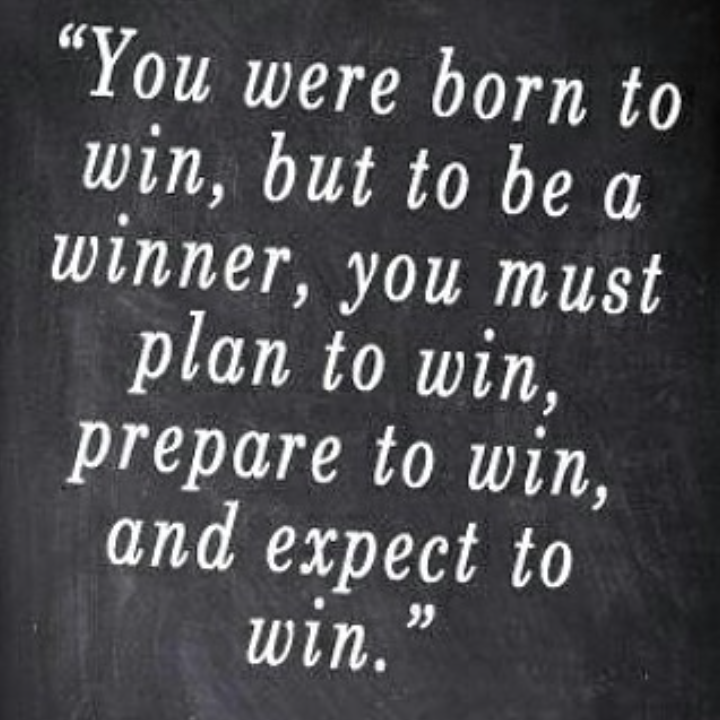 “You were born to
win, but to be a
winner, you must
plan to win,
prepare to win,
and expect to
win.”